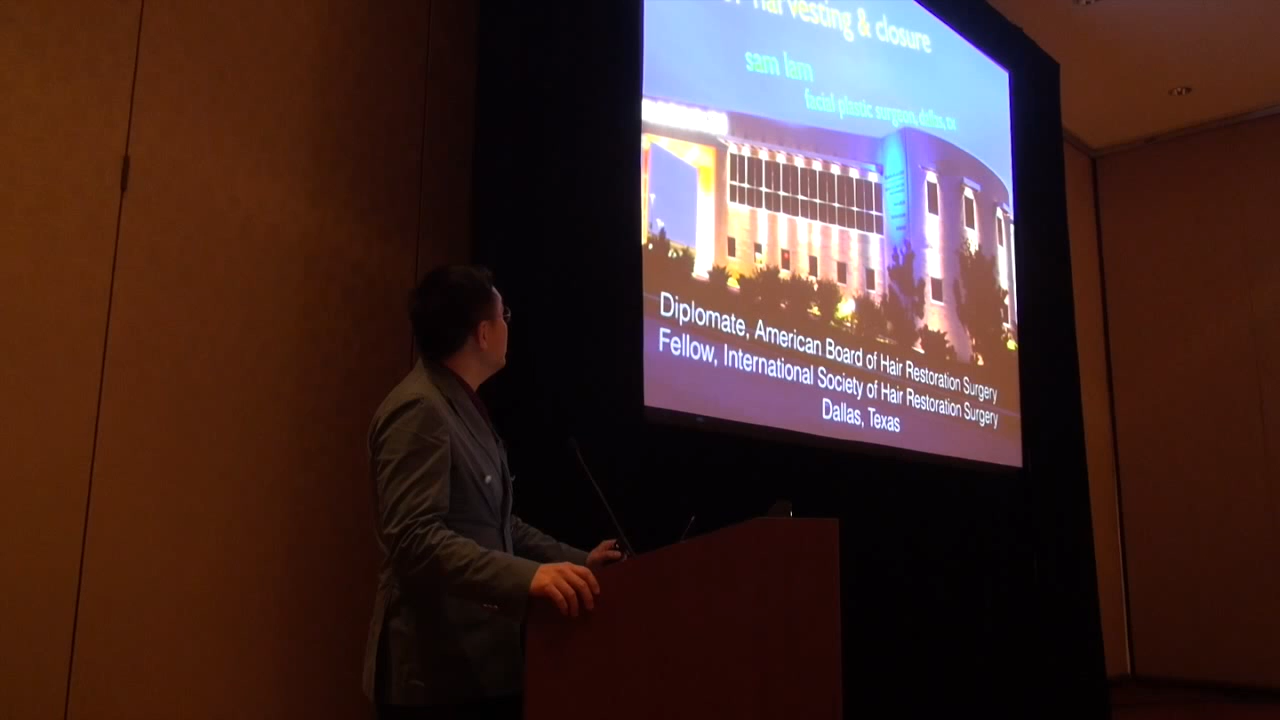 harvesting & closure
sam lam
facial plastic surgeon, dallas, tx
Diplomate, American Board of Hair Restoration Surgery
Fellow, International Society of Hair Restoration Surgery
Dallas, Texas